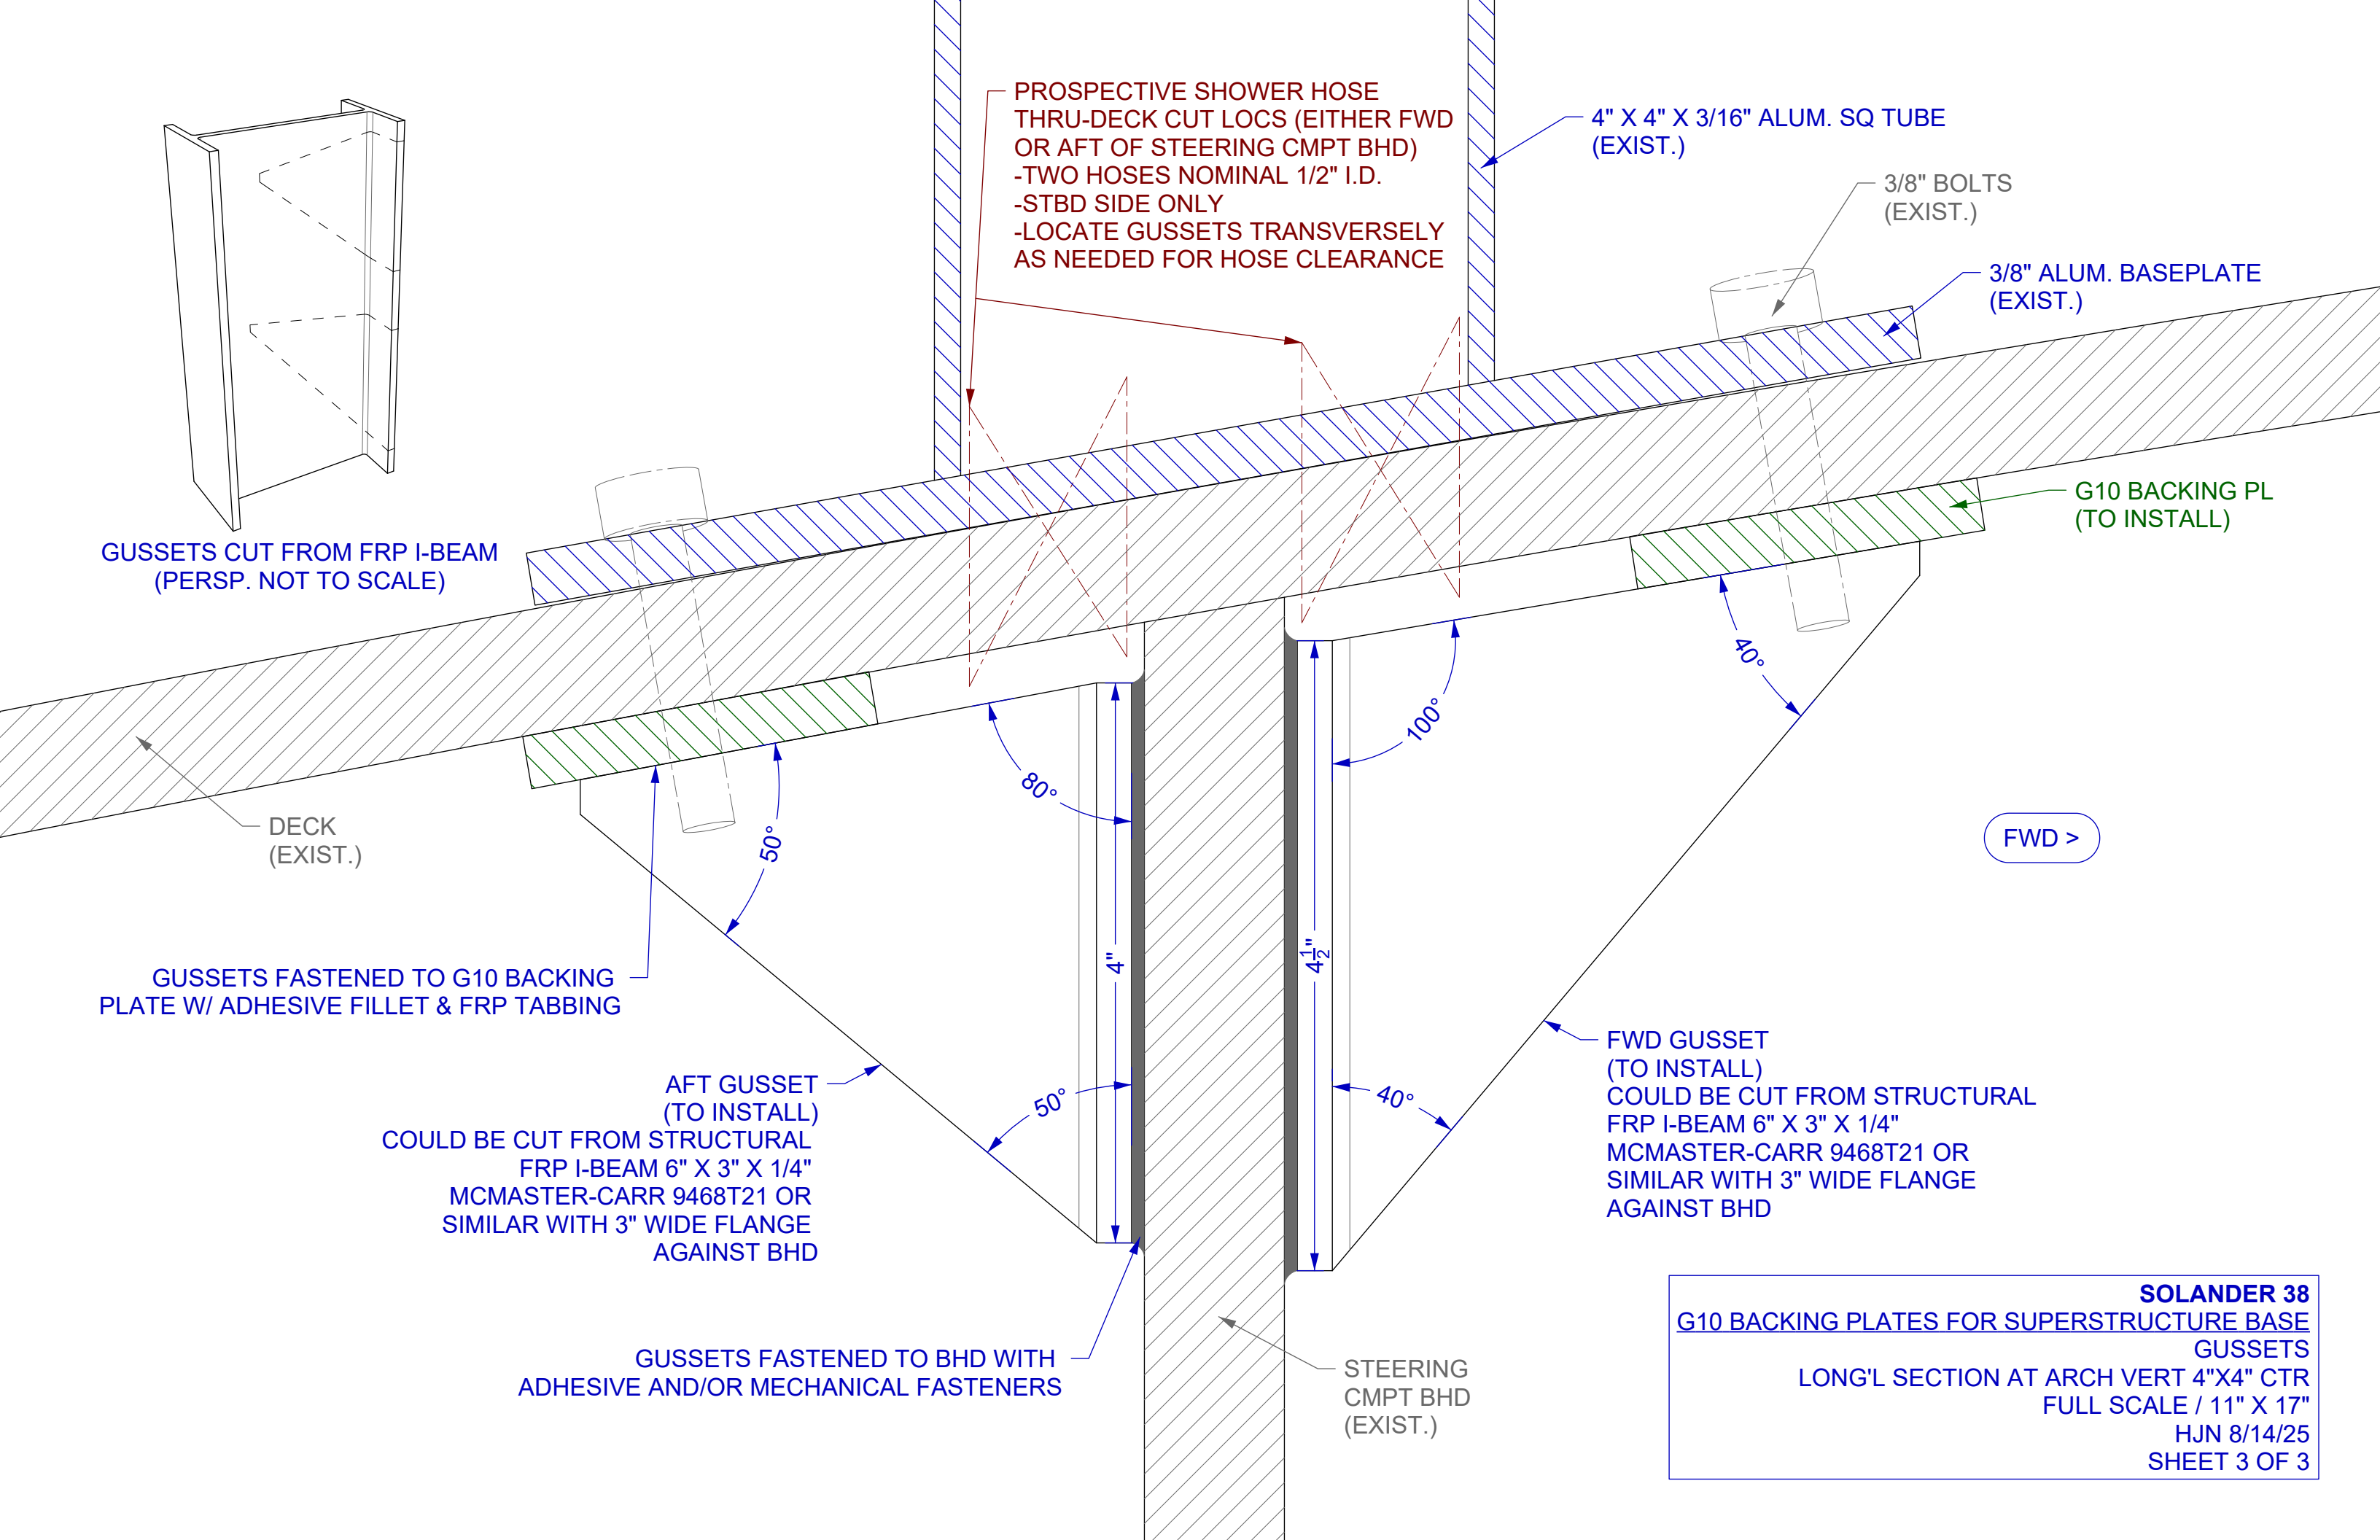 PROSPECTIVE SHOWER HOSE
THRU-DECK CUT LOCS (EITHER FWD
OR AFT OF STEERING CMPT BHD)
-TWO HOSES NOMINAL 1/2" I.D.
-STBD SIDE ONLY
-LOCATE GUSSETS TRANSVERSELY
AS NEEDED FOR HOSE CLEARANCE
4" X 4" X 3/16" ALUM. SQ TUBE
(EXIST.)
3/8" BOLTS
(EXIST.)
3/8" ALUM. BASEPLATE
(EXIST.)
G10 BACKING PL
(TO INSTALL)
GUSSETS CUT FROM FRP I-BEAM
(PERSP. NOT TO SCALE)
40°
100°
80°
50°
DECK
(EXIST.)
FWD >
4"
4 1/2"
GUSSETS FASTENED TO G10 BACKING
PLATE W/ ADHESIVE FILLET & FRP TABBING
50°
40°
AFT GUSSET
(TO INSTALL)
COULD BE CUT FROM STRUCTURAL
FRP I-BEAM 6" X 3" X 1/4"
MCMASTER-CARR 9468T21 OR
SIMILAR WITH 3" WIDE FLANGE
AGAINST BHD
FWD GUSSET
(TO INSTALL)
COULD BE CUT FROM STRUCTURAL
FRP I-BEAM 6" X 3" X 1/4"
MCMASTER-CARR 9468T21 OR
SIMILAR WITH 3" WIDE FLANGE
AGAINST BHD
GUSSETS FASTENED TO BHD WITH
ADHESIVE AND/OR MECHANICAL FASTENERS
STEERING
CMPT BHD
(EXIST.)
SOLANDER 38
G10 BACKING PLATES FOR SUPERSTRUCTURE BASE
GUSSETS
LONG'L SECTION AT ARCH VERT 4"X4" CTR
FULL SCALE / 11" X 17"
HJN 8/14/25
SHEET 3 OF 3